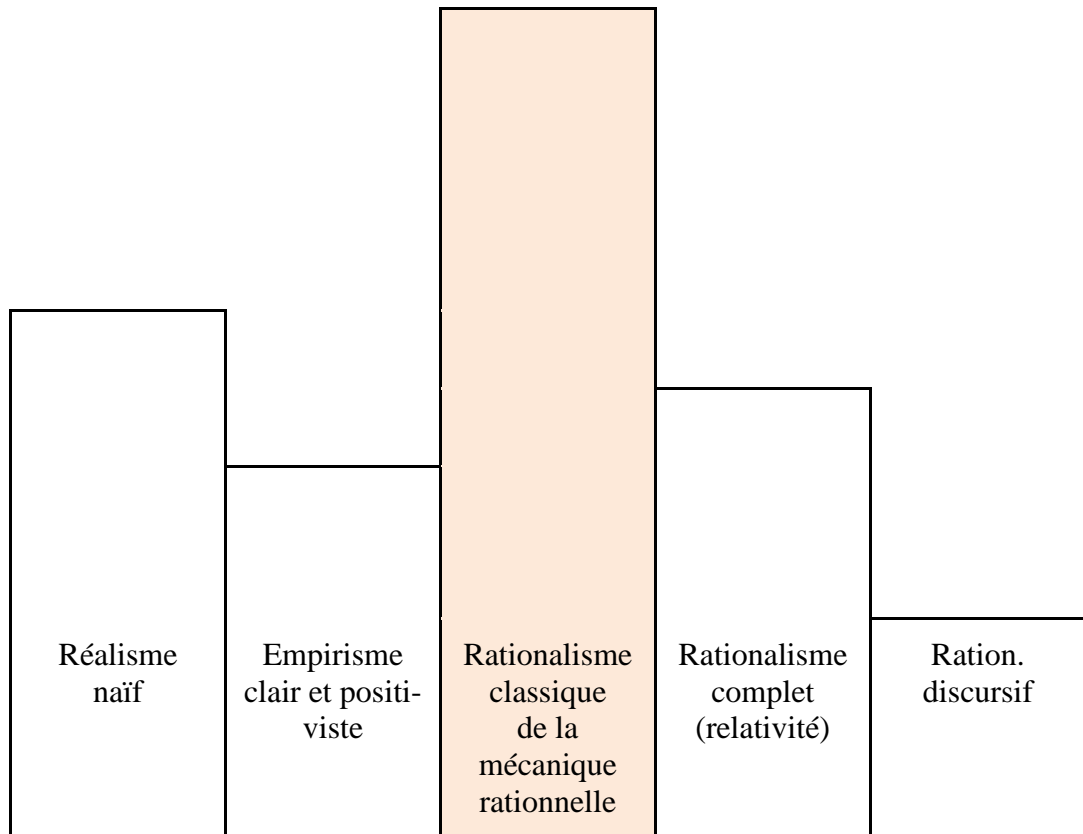 Réalisme
naïf
Empirisme
clair et positi-
viste
Rationalisme
classique
de la
mécanique
rationnelle
Rationalisme
complet
(relativité)
Ration.
discursif